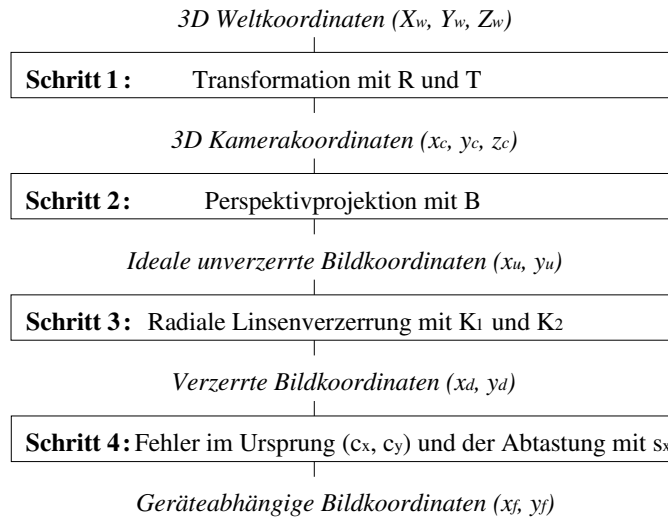 3D Weltkoordinaten (Xw, Yw, Zw)
Schritt 1: Transformation mit R und T
3D Kamerakoordinaten (xc, yc, zc)
Schritt 2: Perspektivprojektion mit B
Ideale unverzerrte Bildkoordinaten (xu, yu)
Schritt 3: Radiale Linsenverzerrung mit K1 und K2
Verzerrte Bildkoordinaten (xd, yd)
Schritt 4: Fehler im Ursprung (cx, cy) und der Abtastung mit sx
Geräteabhängige Bildkoordinaten (xf, yf)